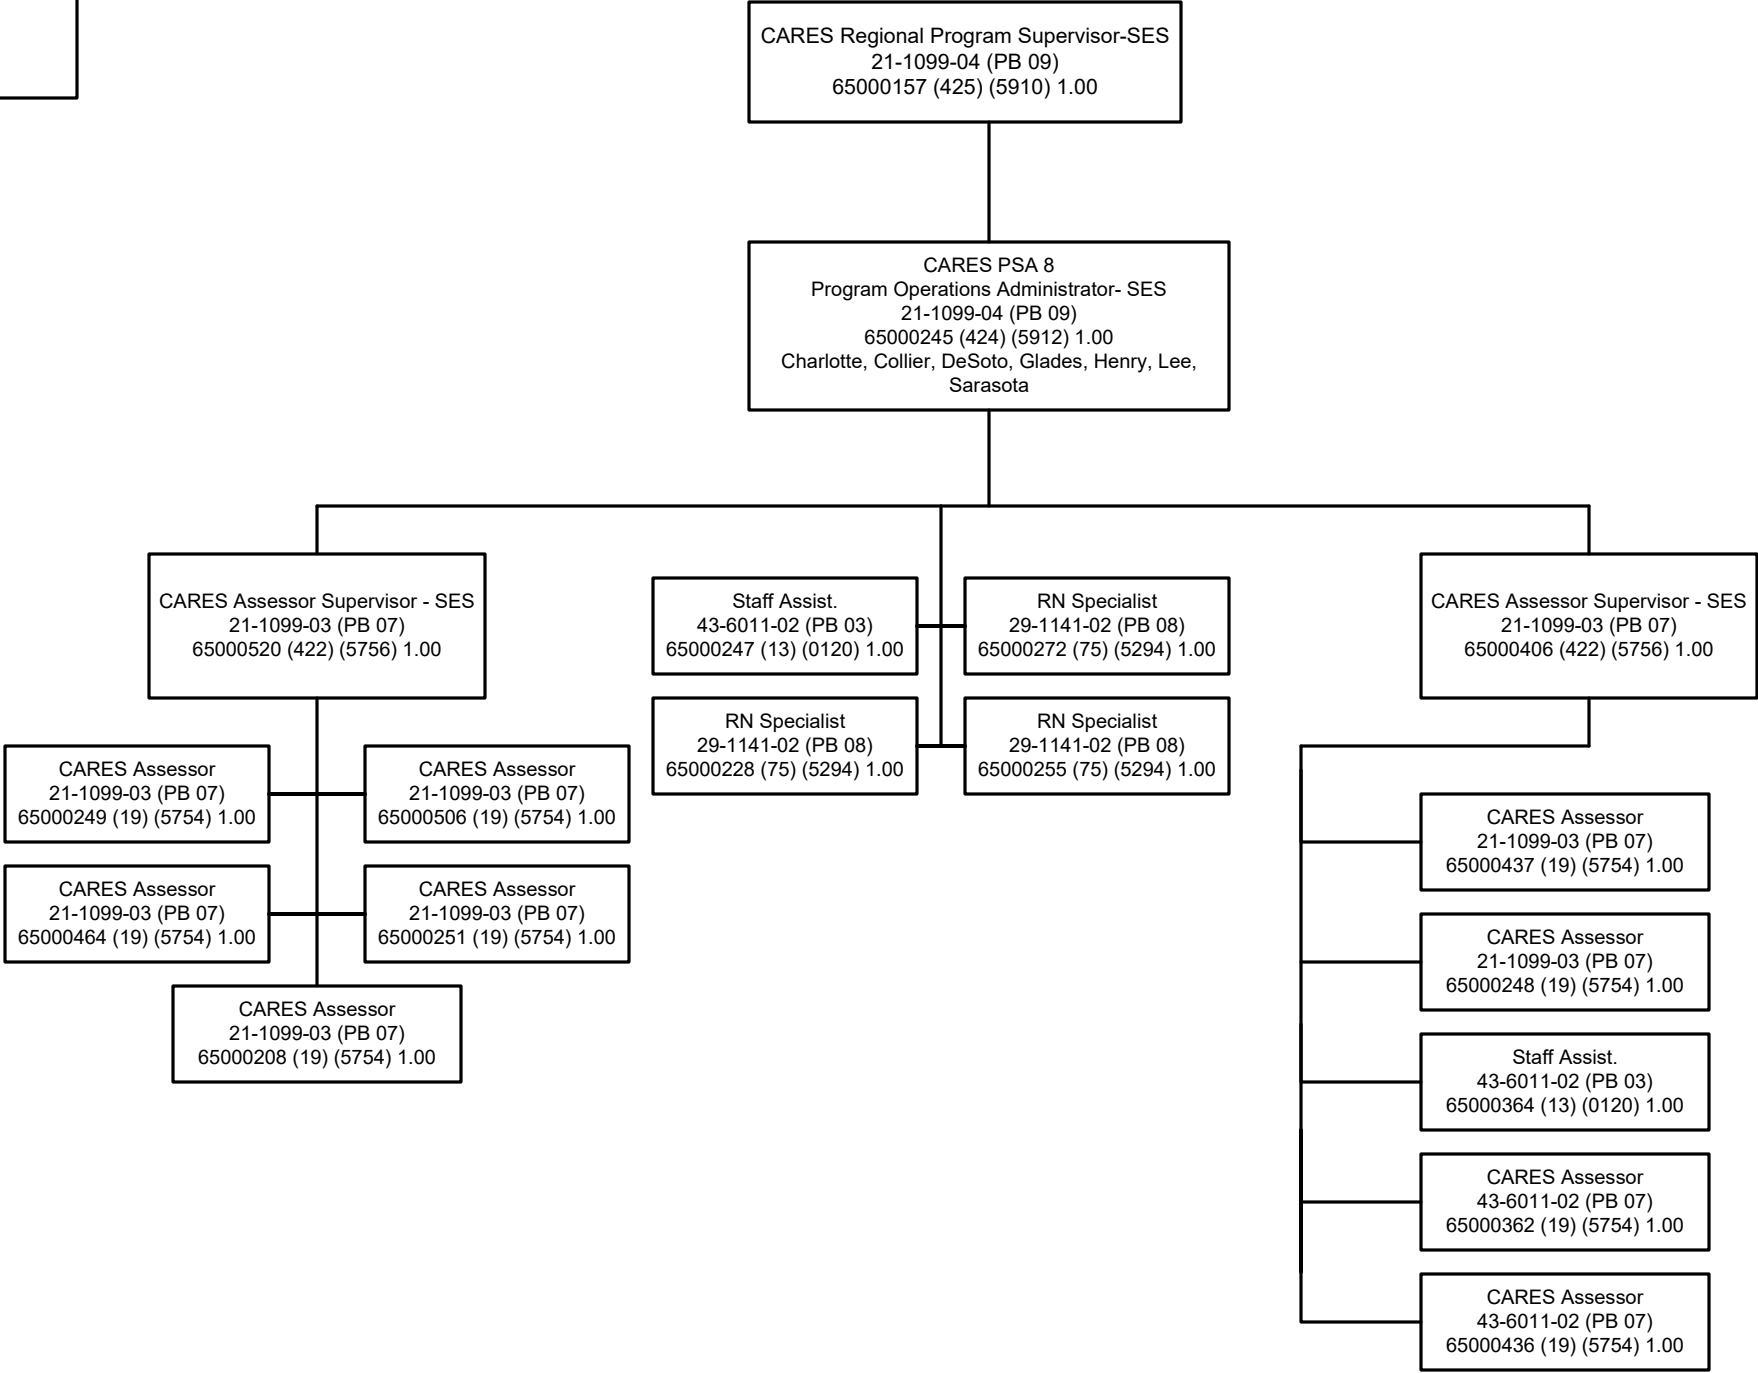 CARES Regional Program Supervisor-SES
21-1099-04 (PB 09)
65000157 (425) (5910) 1.00
CARES PSA 8
Program Operations Administrator- SES
21-1099-04 (PB 09)
65000245 (424) (5912) 1.00
Charlotte, Collier, DeSoto, Glades, Henry, Lee,
Sarasota
CARES Assessor Supervisor - SES
21-1099-03 (PB 07)
65000520 (422) (5756) 1.00
CARES Assessor
21-1099-03 (PB 07)
65000249 (19) (5754) 1.00
CARES Assessor
21-1099-03 (PB 07)
65000506 (19) (5754) 1.00
CARES Assessor
21-1099-03 (PB 07)
65000464 (19) (5754) 1.00
CARES Assessor
21-1099-03 (PB 07)
65000251 (19) (5754) 1.00
CARES Assessor
21-1099-03 (PB 07)
65000208 (19) (5754) 1.00
Staff Assist.
43-6011-02 (PB 03)
65000247 (13) (0120) 1.00
RN Specialist
29-1141-02 (PB 08)
65000272 (75) (5294) 1.00
RN Specialist
29-1141-02 (PB 08)
65000228 (75) (5294) 1.00
RN Specialist
29-1141-02 (PB 08)
65000255 (75) (5294) 1.00
CARES Assessor Supervisor - SES
21-1099-03 (PB 07)
65000406 (422) (5756) 1.00
CARES Assessor
21-1099-03 (PB 07)
65000437 (19) (5754) 1.00
CARES Assessor
21-1099-03 (PB 07)
65000248 (19) (5754) 1.00
Staff Assist.
43-6011-02 (PB 03)
65000364 (13) (0120) 1.00
CARES Assessor
43-6011-02 (PB 07)
65000362 (19) (5754) 1.00
CARES Assessor
43-6011-02 (PB 07)
65000436 (19) (5754) 1.00